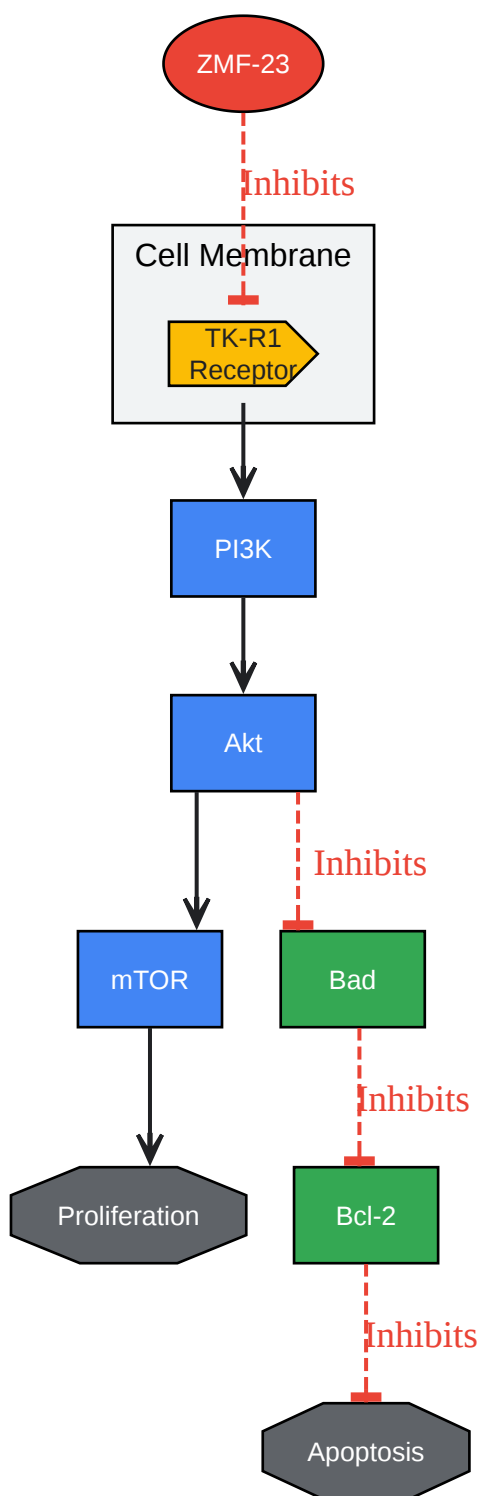 ZMF-23
Inhibits
Cell Membrane
TK-R1
Receptor
PI3K
Akt
Inhibits
mTOR
Bad
Inhibits
Proliferation
Bcl-2
Inhibits
Apoptosis